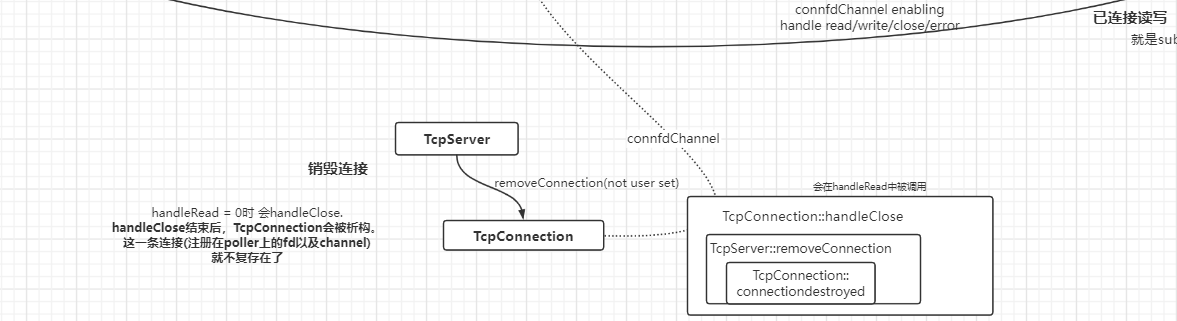 connfdChannel enabling
handle read/write/close/error
已连接读写
就是sub
connfdChannel
TcpServer
销毁连接
removeConnection(not user set)
会在handleRead中被调用
handleRead = 0时 会handleClose.
handleClose结束后，TcpConnection会被析构。
这一条连接(注册在poller上的fd以及channel)
就不复存在了
TcpConnection
TcpConnection::handleClose
TcpServer::removeConnection
TcpConnection::
connectiondestroyed